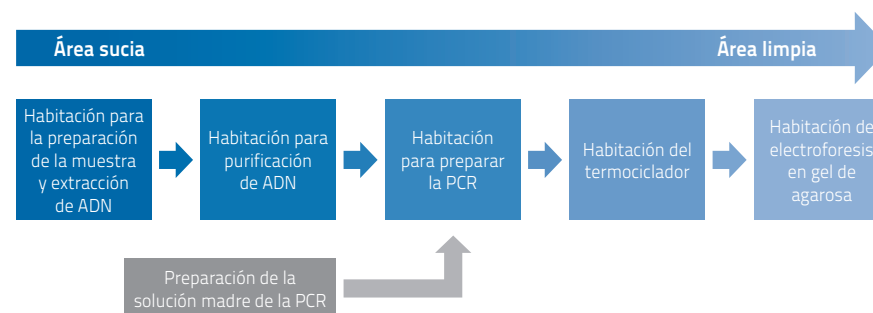 Área sucia
Área limpia
Habitación para
la preparación
de la muestra
y extracción
de ADN
Habitación para
purificación
de ADN
Habitación
para preparar
la PCR
Habitación del
termociclador
Habitación de
electroforesis
en gel de
agarosa
Preparación de la
solución madre de la PCR